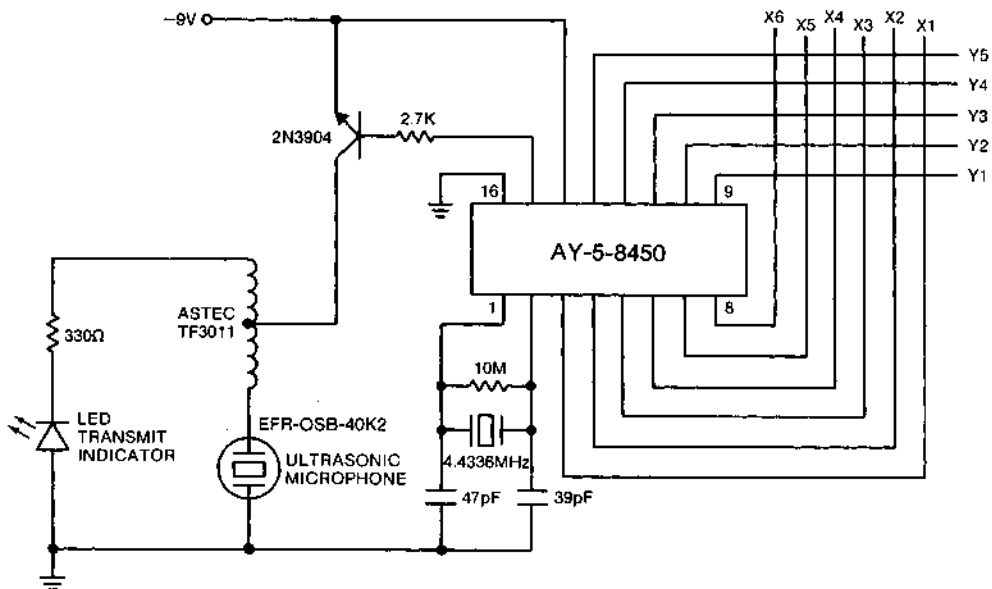 −9V
X6
X5
X4
X3
X2
X1
Y5
Y4
Y3
Y2
Y1
2N3904
2.7K
16
9
AY-5-8450
1
8
ASTEC
TF3011
330Ω
10M
4.4336MHz
47pF
39pF
LED
TRANSMIT
INDICATOR
EFR-OSB-40K2
ULTRASONIC
MICROPHONE